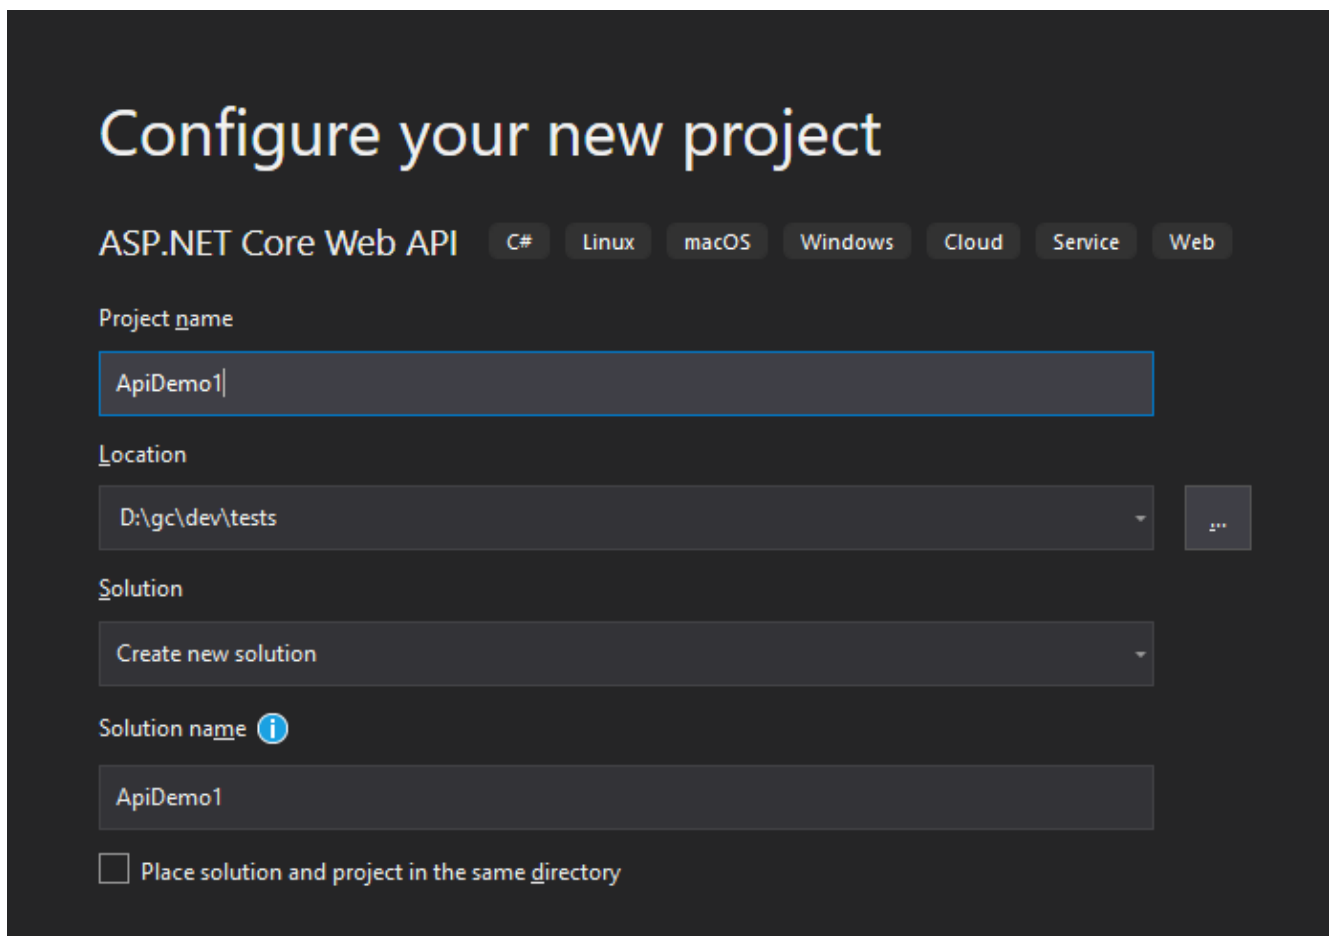 Configure your new project
ASP.NET Core Web API C# Linux macOS Windows Cloud Service Web
Project name
ApiDemo1
Location
D:\gc\dev\tests
...
Solution
Create new solution
Solution name i
ApiDemo1
Place solution and project in the same directory